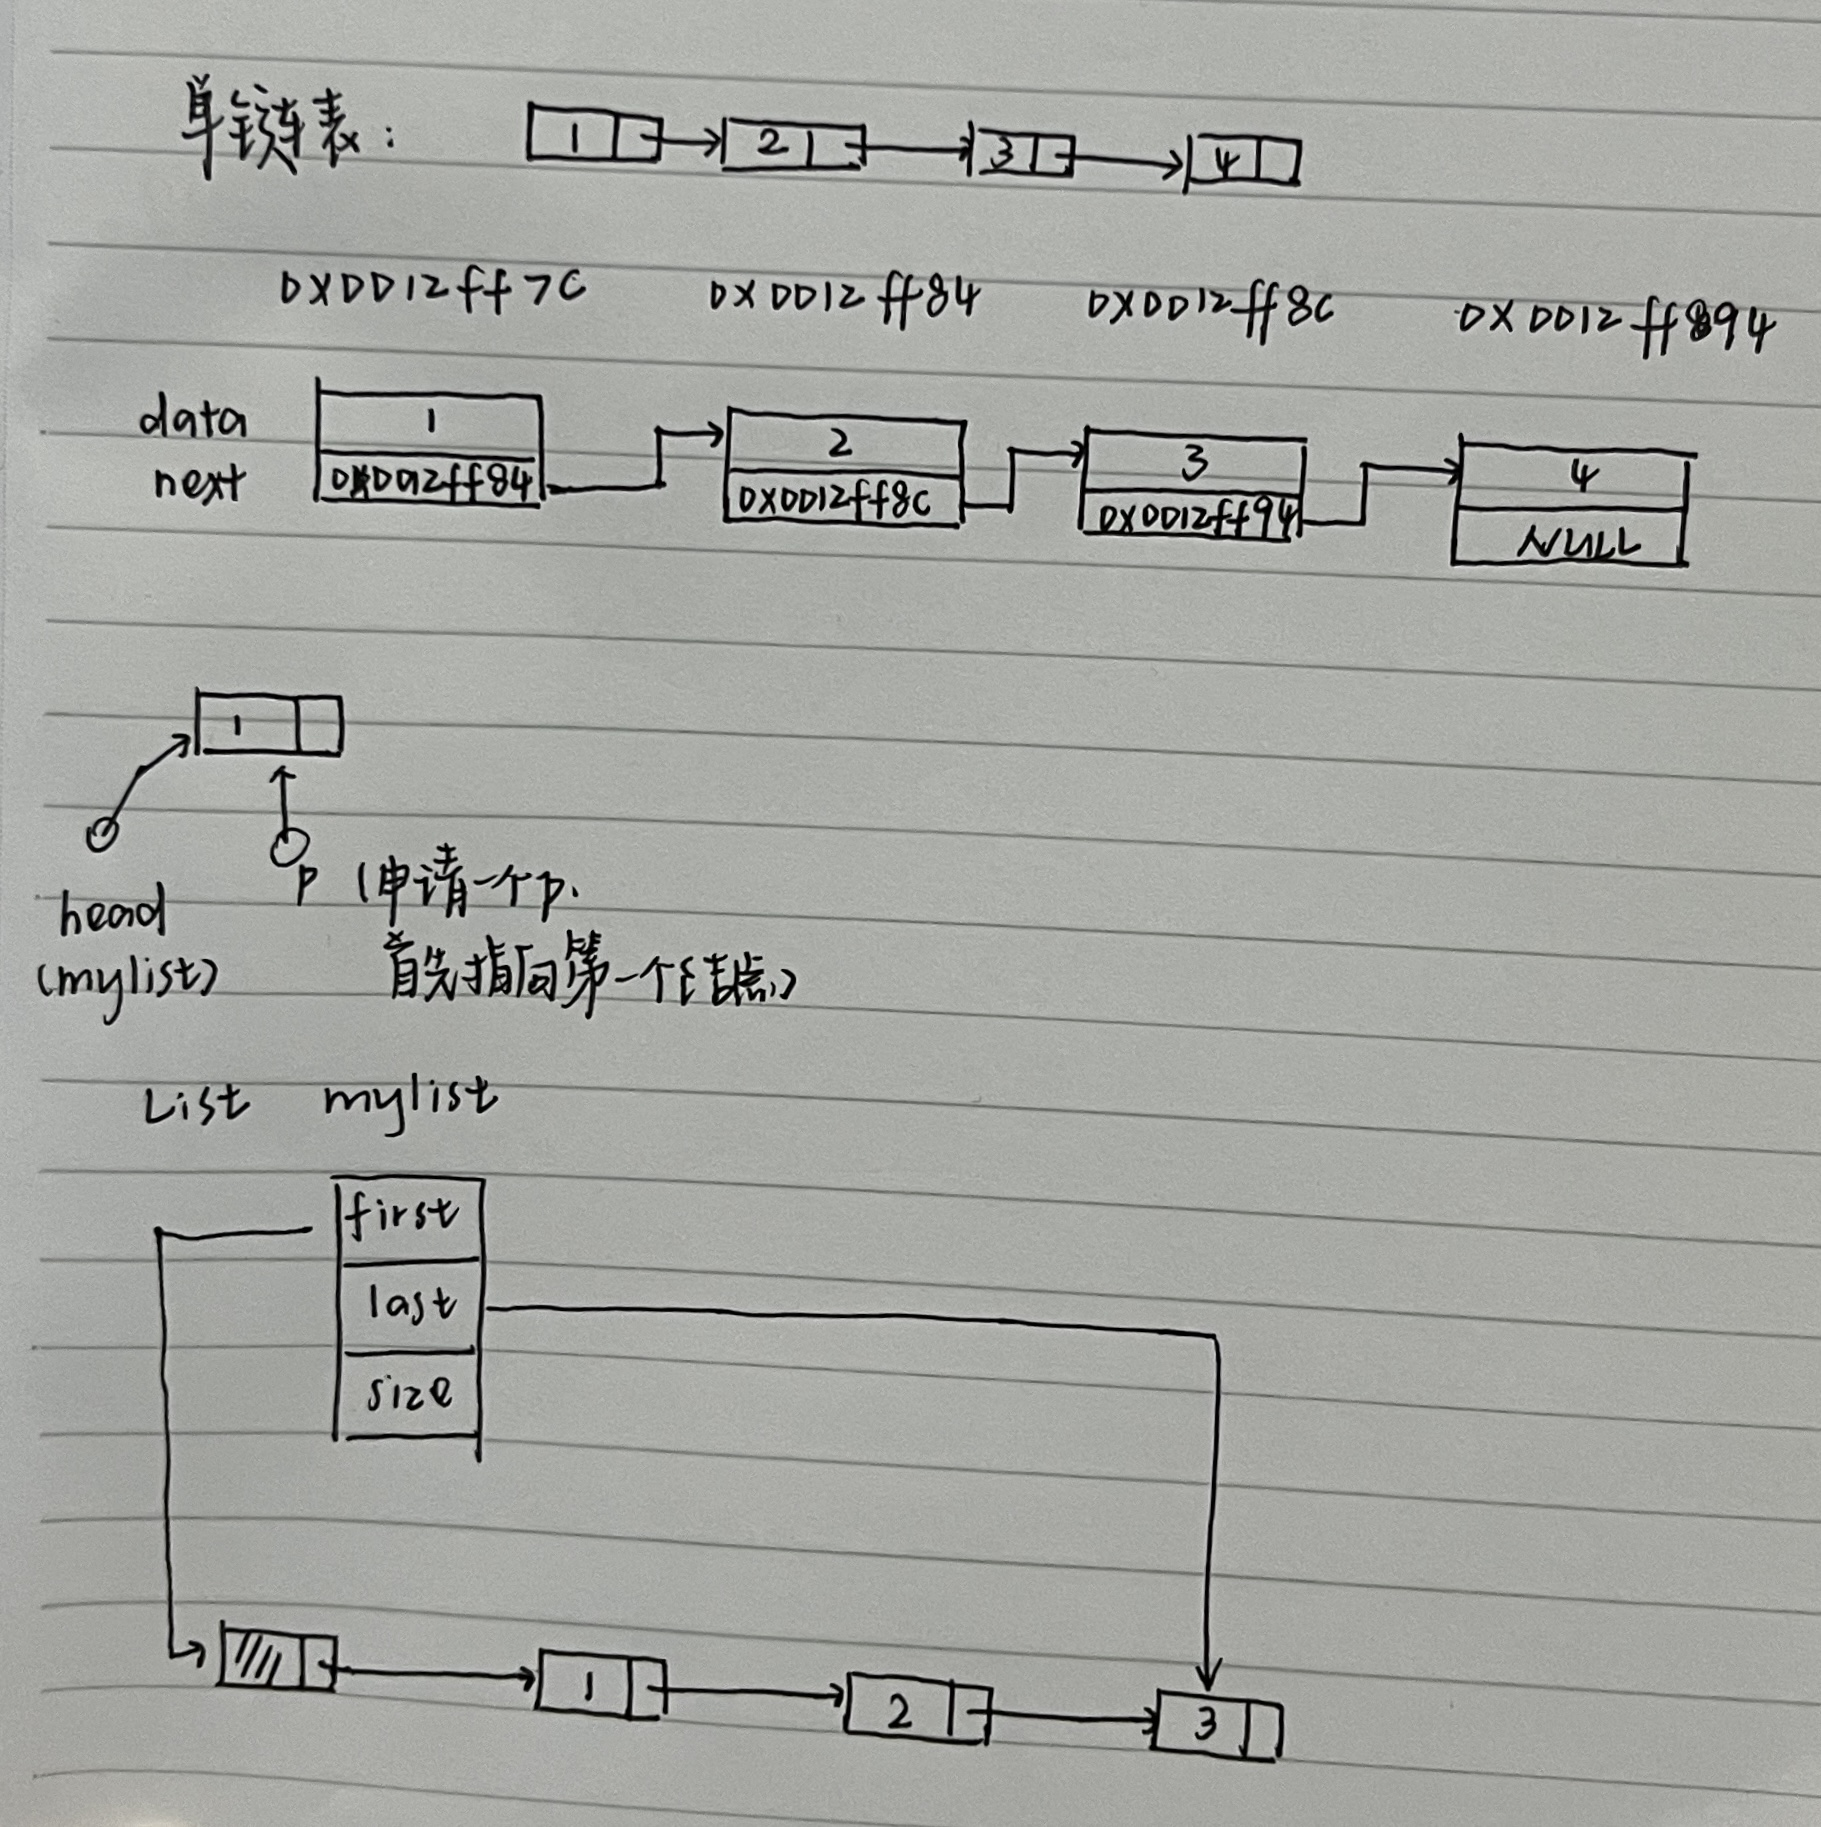 单链表：
1 2 3 4
0X0012ff7C 0X0012ff84 0X0012ff8C 0X0012ff94
data 1 2 3 4
next 0X0012ff84 0X0012ff8C 0X0012ff94 NULL
1
P (申请一个p.
head
首先指向第一个结点)
(mylist)
List mylist
first
last
size
1 2 3